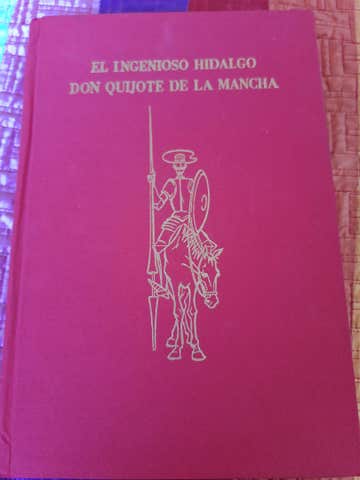 EL INGENIOSO HIDALGO
DON QUIJOTE DE LA MANCHA